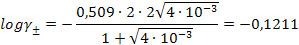 logγ± = − 0,509 · 2 · 2√4 · 10⁻³ / 1 + √4 · 10⁻³ = −0,1211